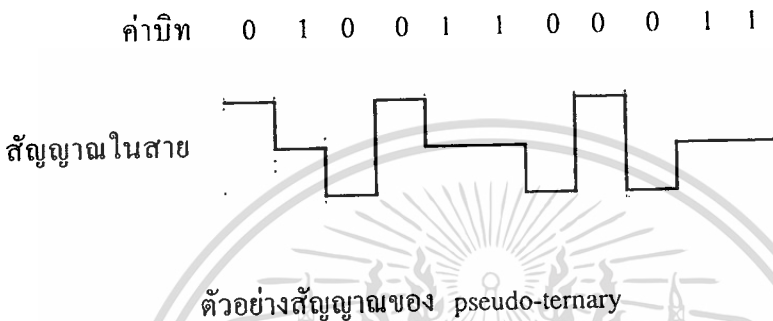 ค่าบิท 0 1 0 0 1 1 0 0 0 1 1
สัญญาณในสาย
ตัวอย่างสัญญาณของ pseudo-ternary